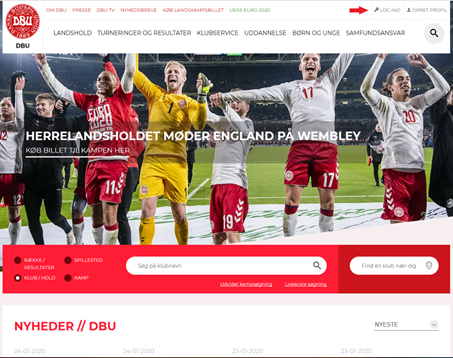 DBU
DBU
OM DBU PRESSE DBU TV NYHEDSBREVE KØB LANDSKAMPBILLET UEFA EURO 2020
LOG IND OPRET PROFIL
LANDSHOLD TURNERINGER OG RESULTATER KLUBSERVICE UDDANNELSE BØRN OG UNGE SAMFUNDSANSVAR
HERRELANDSHOLDET MØDER ENGLAND PÅ WEMBLEY
KØB BILLET TIL KAMPEN HER
11
19
17
20
RÆKKE / RESULTATER
SPILLESTED
KLUB / HOLD
KAMP
Søg på klubnavn
Find en klub nær dig
Udvidet kampsøgning Livescore søgning
NYHEDER // DBU
NYESTE
24-01-2020 24-01-2020 23-01-2020 23-01-2020